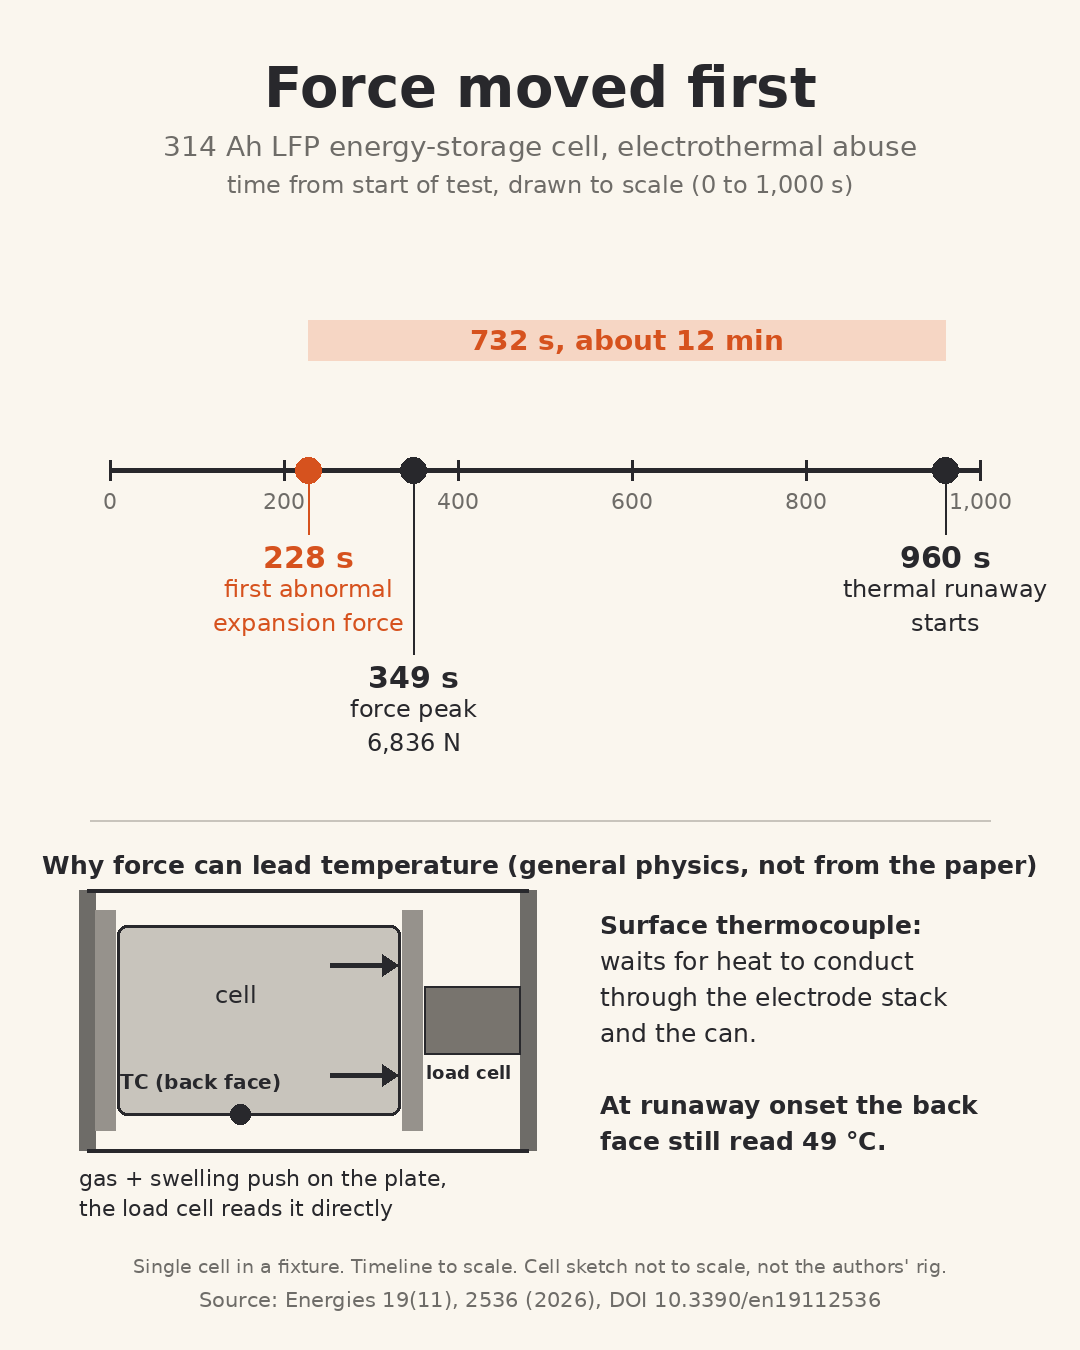 Force moved first
314 Ah LFP energy-storage cell, electrothermal abuse
time from start of test, drawn to scale (0 to 1,000 s)
732 s, about 12 min
0 200 400 600 800 1,000
228 s
first abnormal
expansion force
960 s
thermal runaway
starts
349 s
force peak
6,836 N
Why force can lead temperature (general physics, not from the paper)
cell
TC (back face)
load cell
gas + swelling push on the plate,
the load cell reads it directly
Surface thermocouple:
waits for heat to conduct
through the electrode stack
and the can.
At runaway onset the back
face still read 49 °C.
Single cell in a fixture. Timeline to scale. Cell sketch not to scale, not the authors' rig.
Source: Energies 19(11), 2536 (2026), DOI 10.3390/en19112536